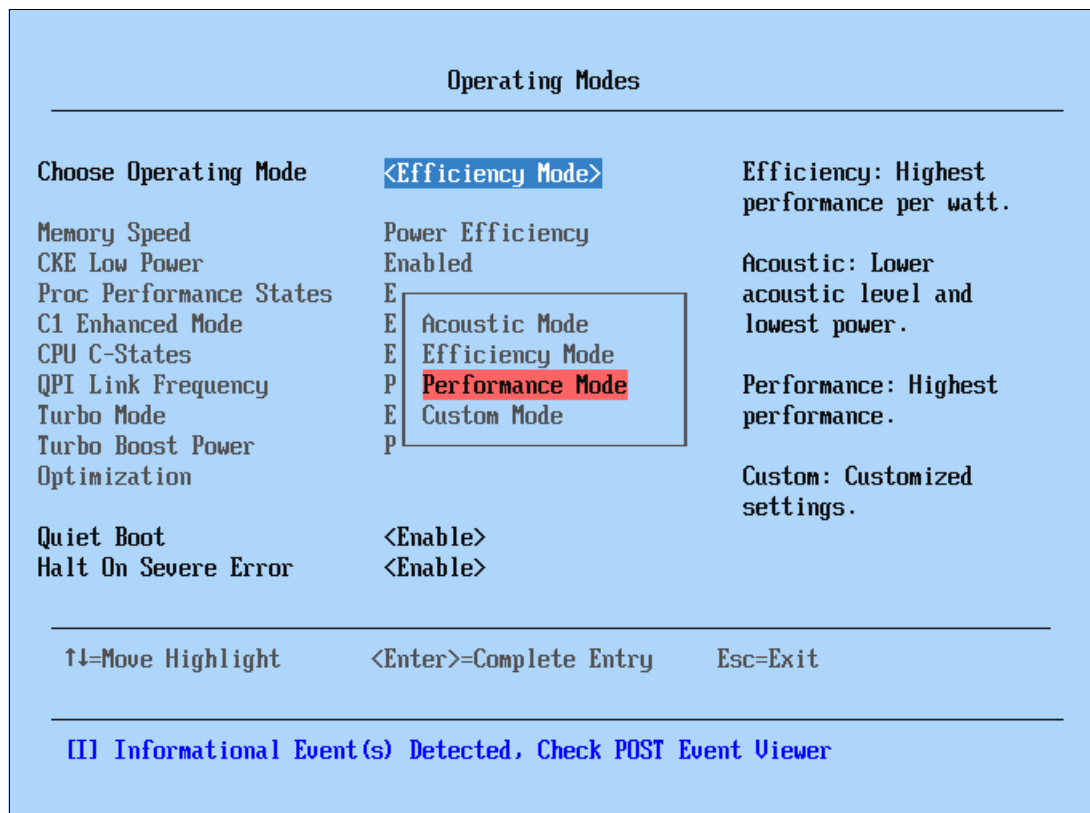 Operating Modes
Choose Operating Mode <Efficiency Mode> Efficiency: Highest
performance per watt.
Memory Speed Power Efficiency
CKE Low Power Enabled Acoustic: Lower
Proc Performance States E acoustic level and
C1 Enhanced Mode E Acoustic Mode lowest power.
CPU C-States E Efficiency Mode
QPI Link Frequency P Performance Mode Performance: Highest
Turbo Mode E Custom Mode performance.
Turbo Boost Power P
Optimization Custom: Customized
settings.
Quiet Boot <Enable>
Halt On Severe Error <Enable>
↑↓=Move Highlight <Enter>=Complete Entry Esc=Exit
[I] Informational Event(s) Detected, Check POST Event Viewer